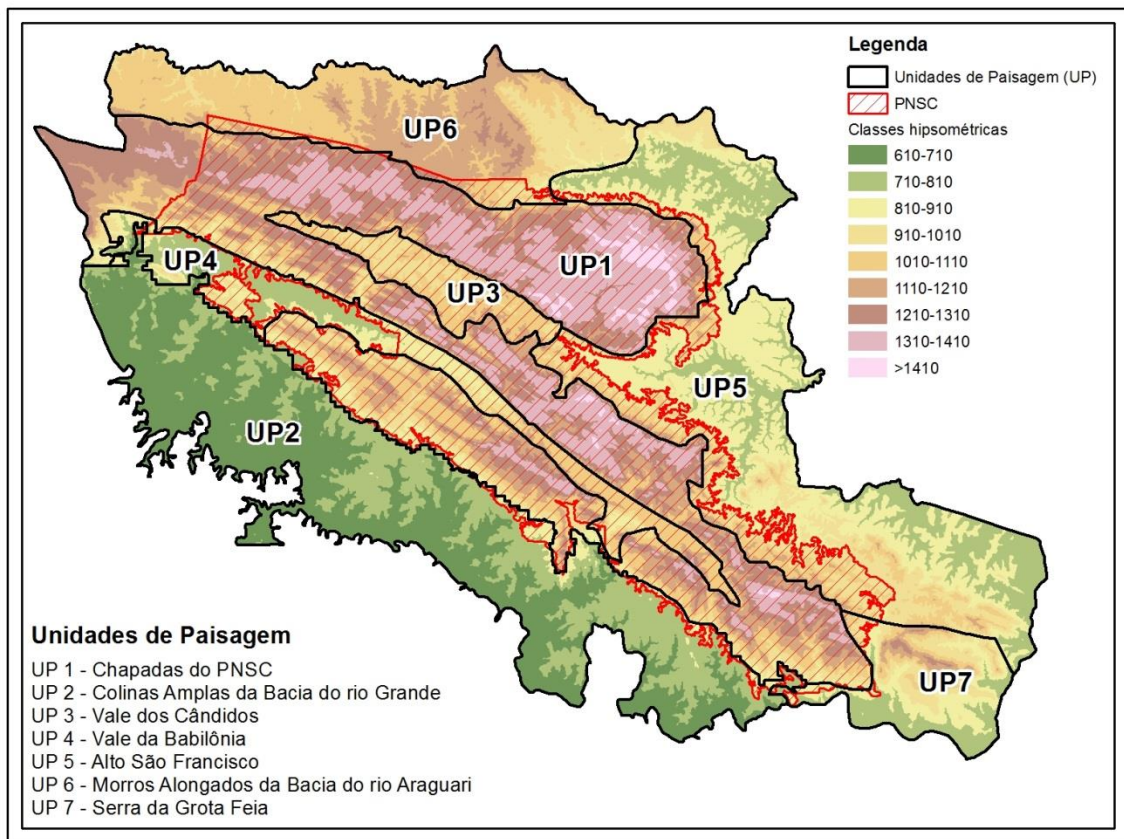 Legenda
Unidades de Paisagem (UP)
PNSC
Classes hipsométricas
610-710
710-810
810-910
910-1010
1010-1110
1110-1210
1210-1310
1310-1410
>1410
UP6
UP1
UP4
UP3
UP5
UP2
UP7
Unidades de Paisagem
UP 1 - Chapadas do PNSC
UP 2 - Colinas Amplas da Bacia do rio Grande
UP 3 - Vale dos Cândidos
UP 4 - Vale da Babilônia
UP 5 - Alto São Francisco
UP 6 - Morros Alongados da Bacia do rio Araguari
UP 7 - Serra da Grota Feia